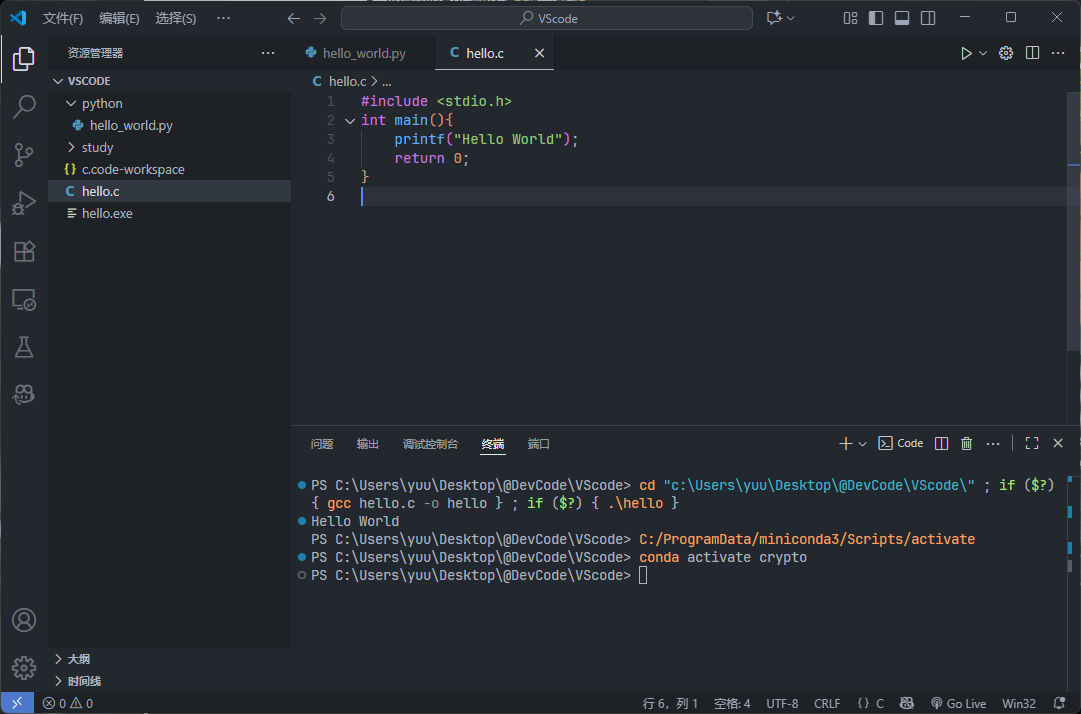 文件(F) 编辑(E) 选择(S) ··· VScode
资源管理器 ···
hello_world.py
C hello.c
VSCODE
python
hello_world.py
study
{} c.code-workspace
C hello.c
hello.exe
大纲
时间线
C hello.c > ...
1 #include <stdio.h>
2 int main(){
3 printf("Hello World");
4 return 0;
5 }
6
问题 输出 调试控制台 终端 端口 Code
PS C:\Users\yuu\Desktop\@DevCode\VScode> cd "c:\Users\yuu\Desktop\@DevCode\VScode\" ; if ($?)
{ gcc hello.c -o hello } ; if ($?) { .\hello }
Hello World
PS C:\Users\yuu\Desktop\@DevCode\VScode> C:/ProgramData/miniconda3/Scripts/activate
PS C:\Users\yuu\Desktop\@DevCode\VScode> conda activate crypto
PS C:\Users\yuu\Desktop\@DevCode\VScode>
0 0 行 6，列 1 空格: 4 UTF-8 CRLF {} C Go Live Win32